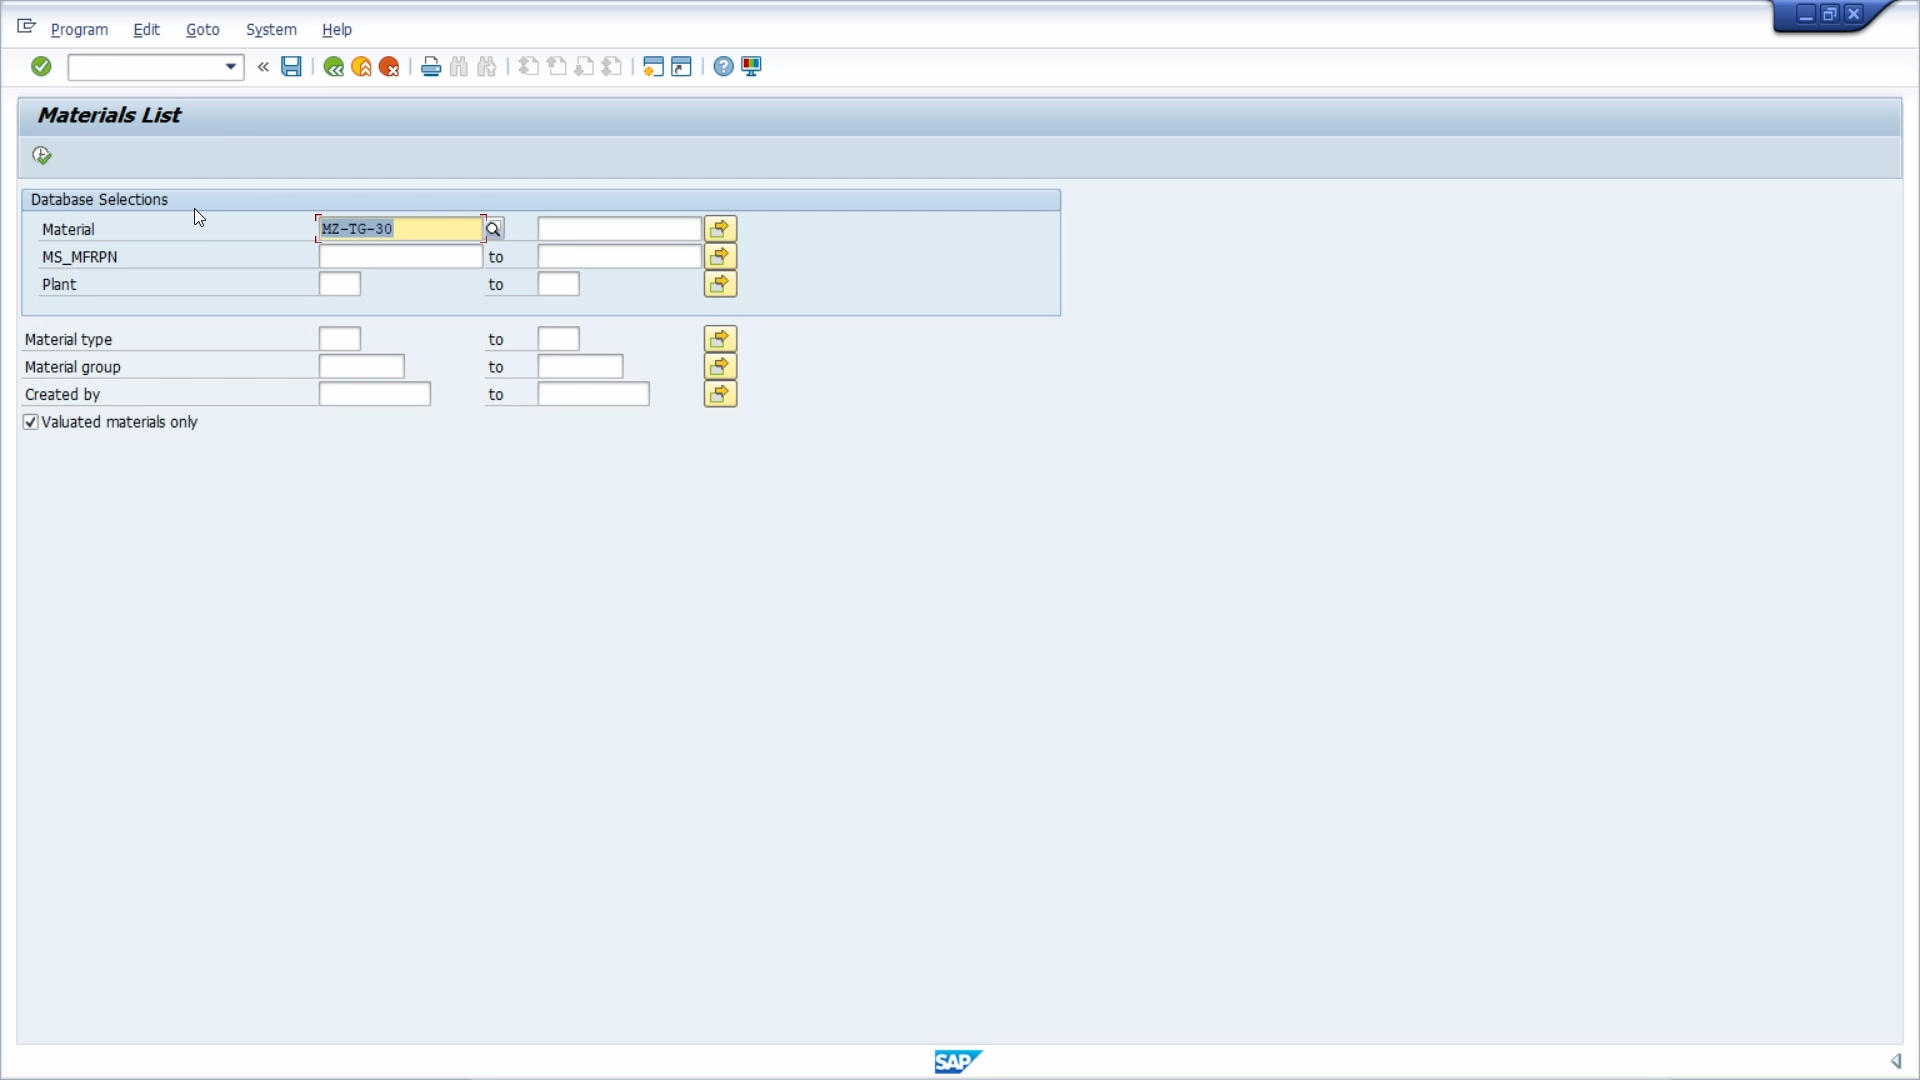 Program Edit Goto System Help
Materials List
Database Selections
Material MZ-TG-30
MS_MFRPN to
Plant to
Material type to
Material group to
Created by to
Valuated materials only
SAP